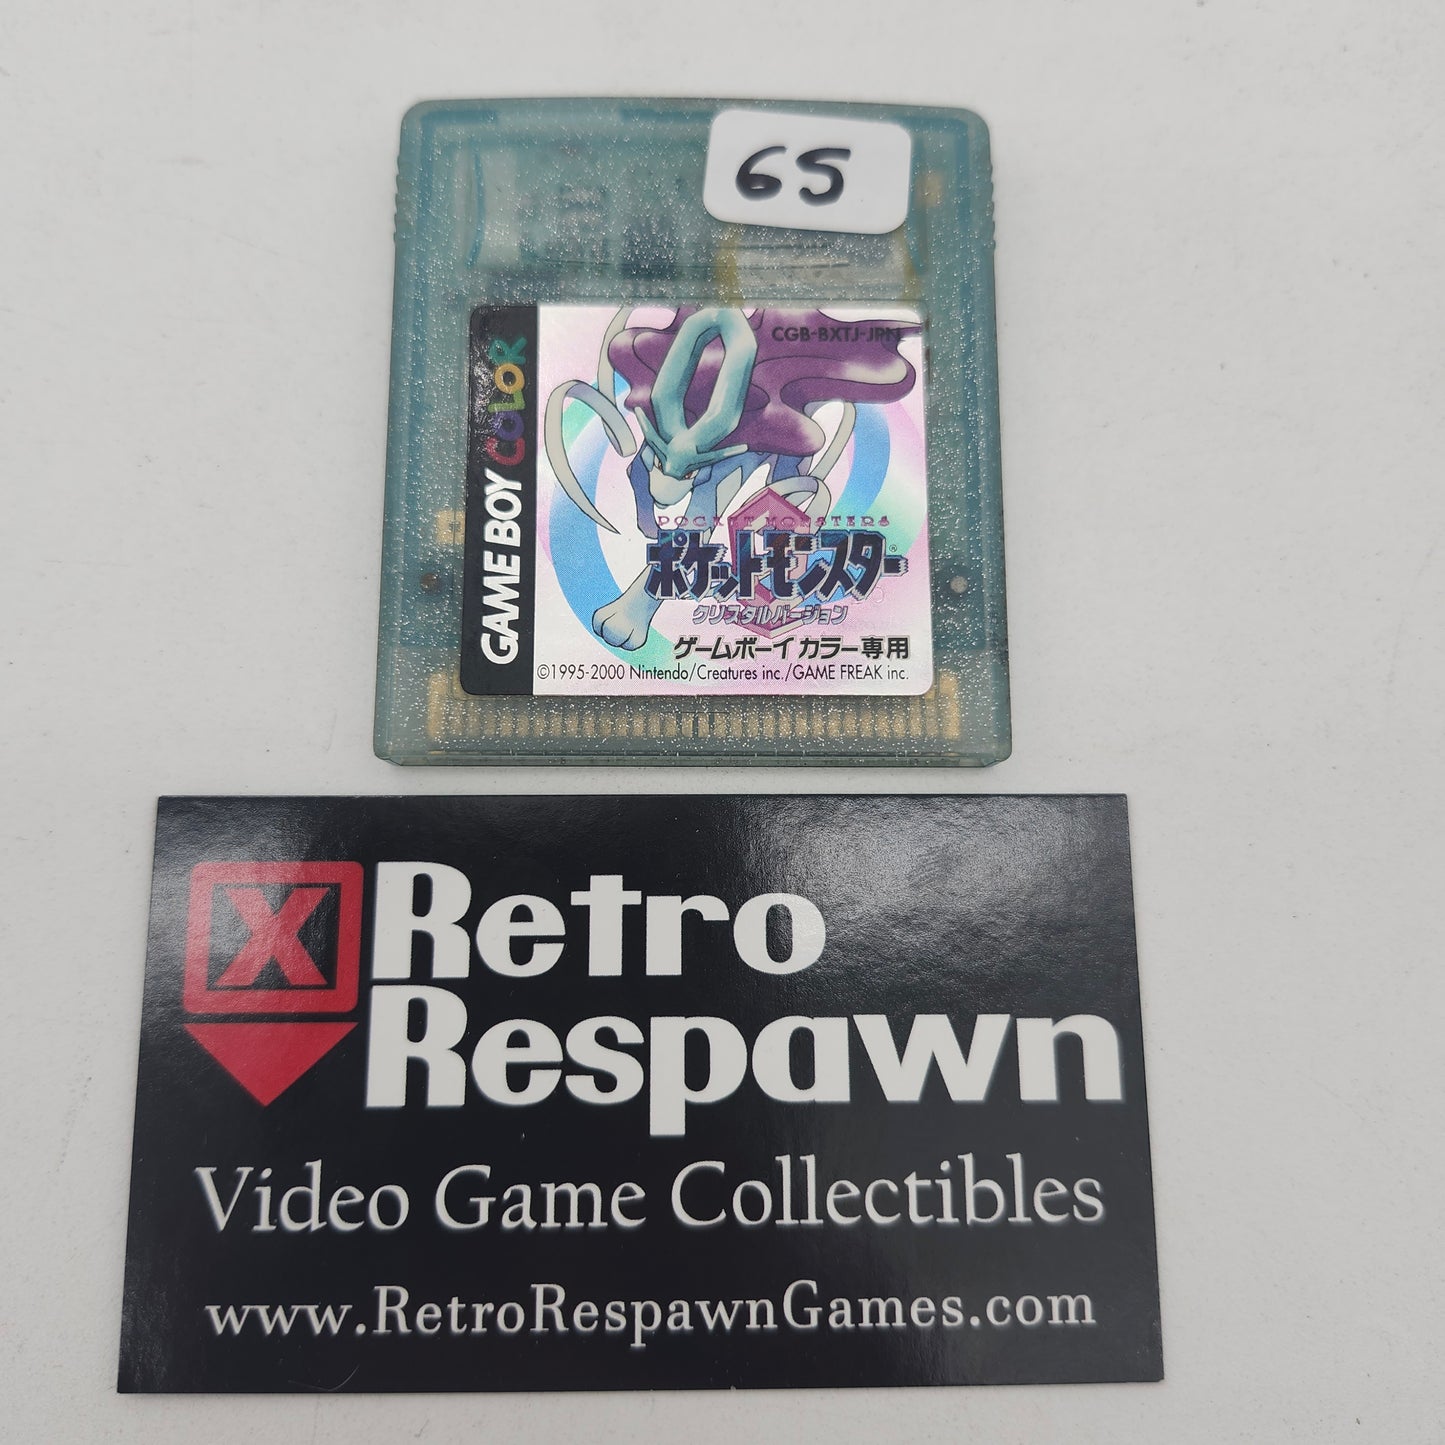 65
CGB-BXTJ-JPN
GAME BOY COLOR
POCKET MONSTERS
ポケットモンスター®
クリスタルバージョン
ゲームボーイ カラー専用
©1995-2000 Nintendo/Creatures inc./GAME FREAK inc.
X
Retro
Respawn
Video Game Collectibles
www.RetroRespawnGames.com